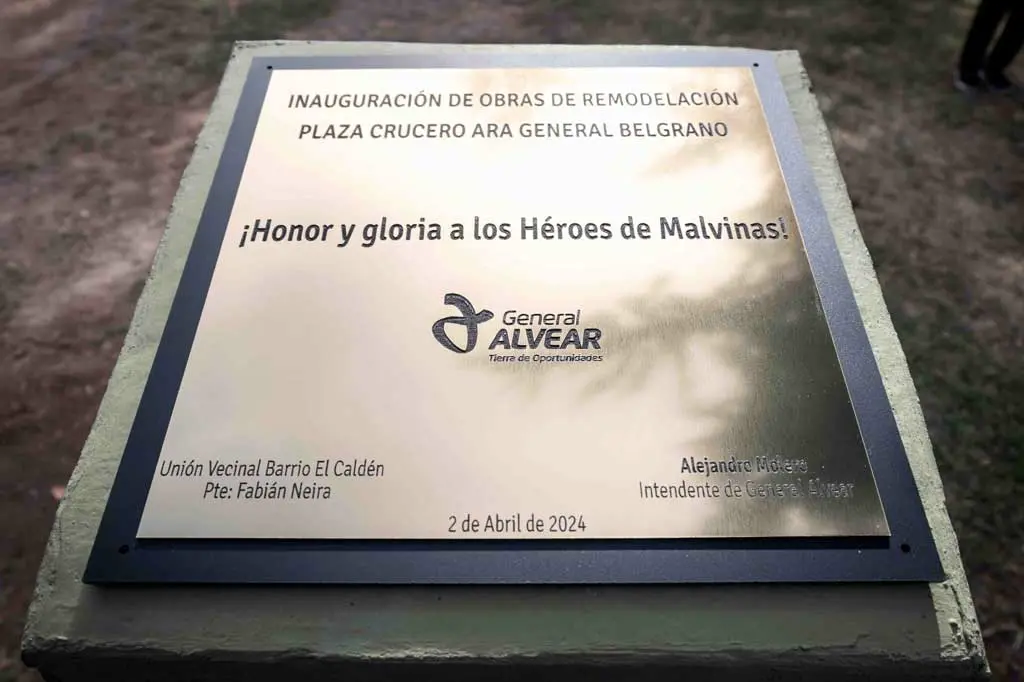 INAUGURACIÓN DE OBRAS DE REMODELACIÓN
PLAZA CRUCERO ARA GENERAL BELGRANO
¡Honor y gloria a los Héroes de Malvinas!
General
ALVEAR
Tierra de Oportunidades
Unión Vecinal Barrio El Caldén
Pte: Fabián Neira
Alejandro Molero
Intendente de General Alvear
2 de Abril de 2024